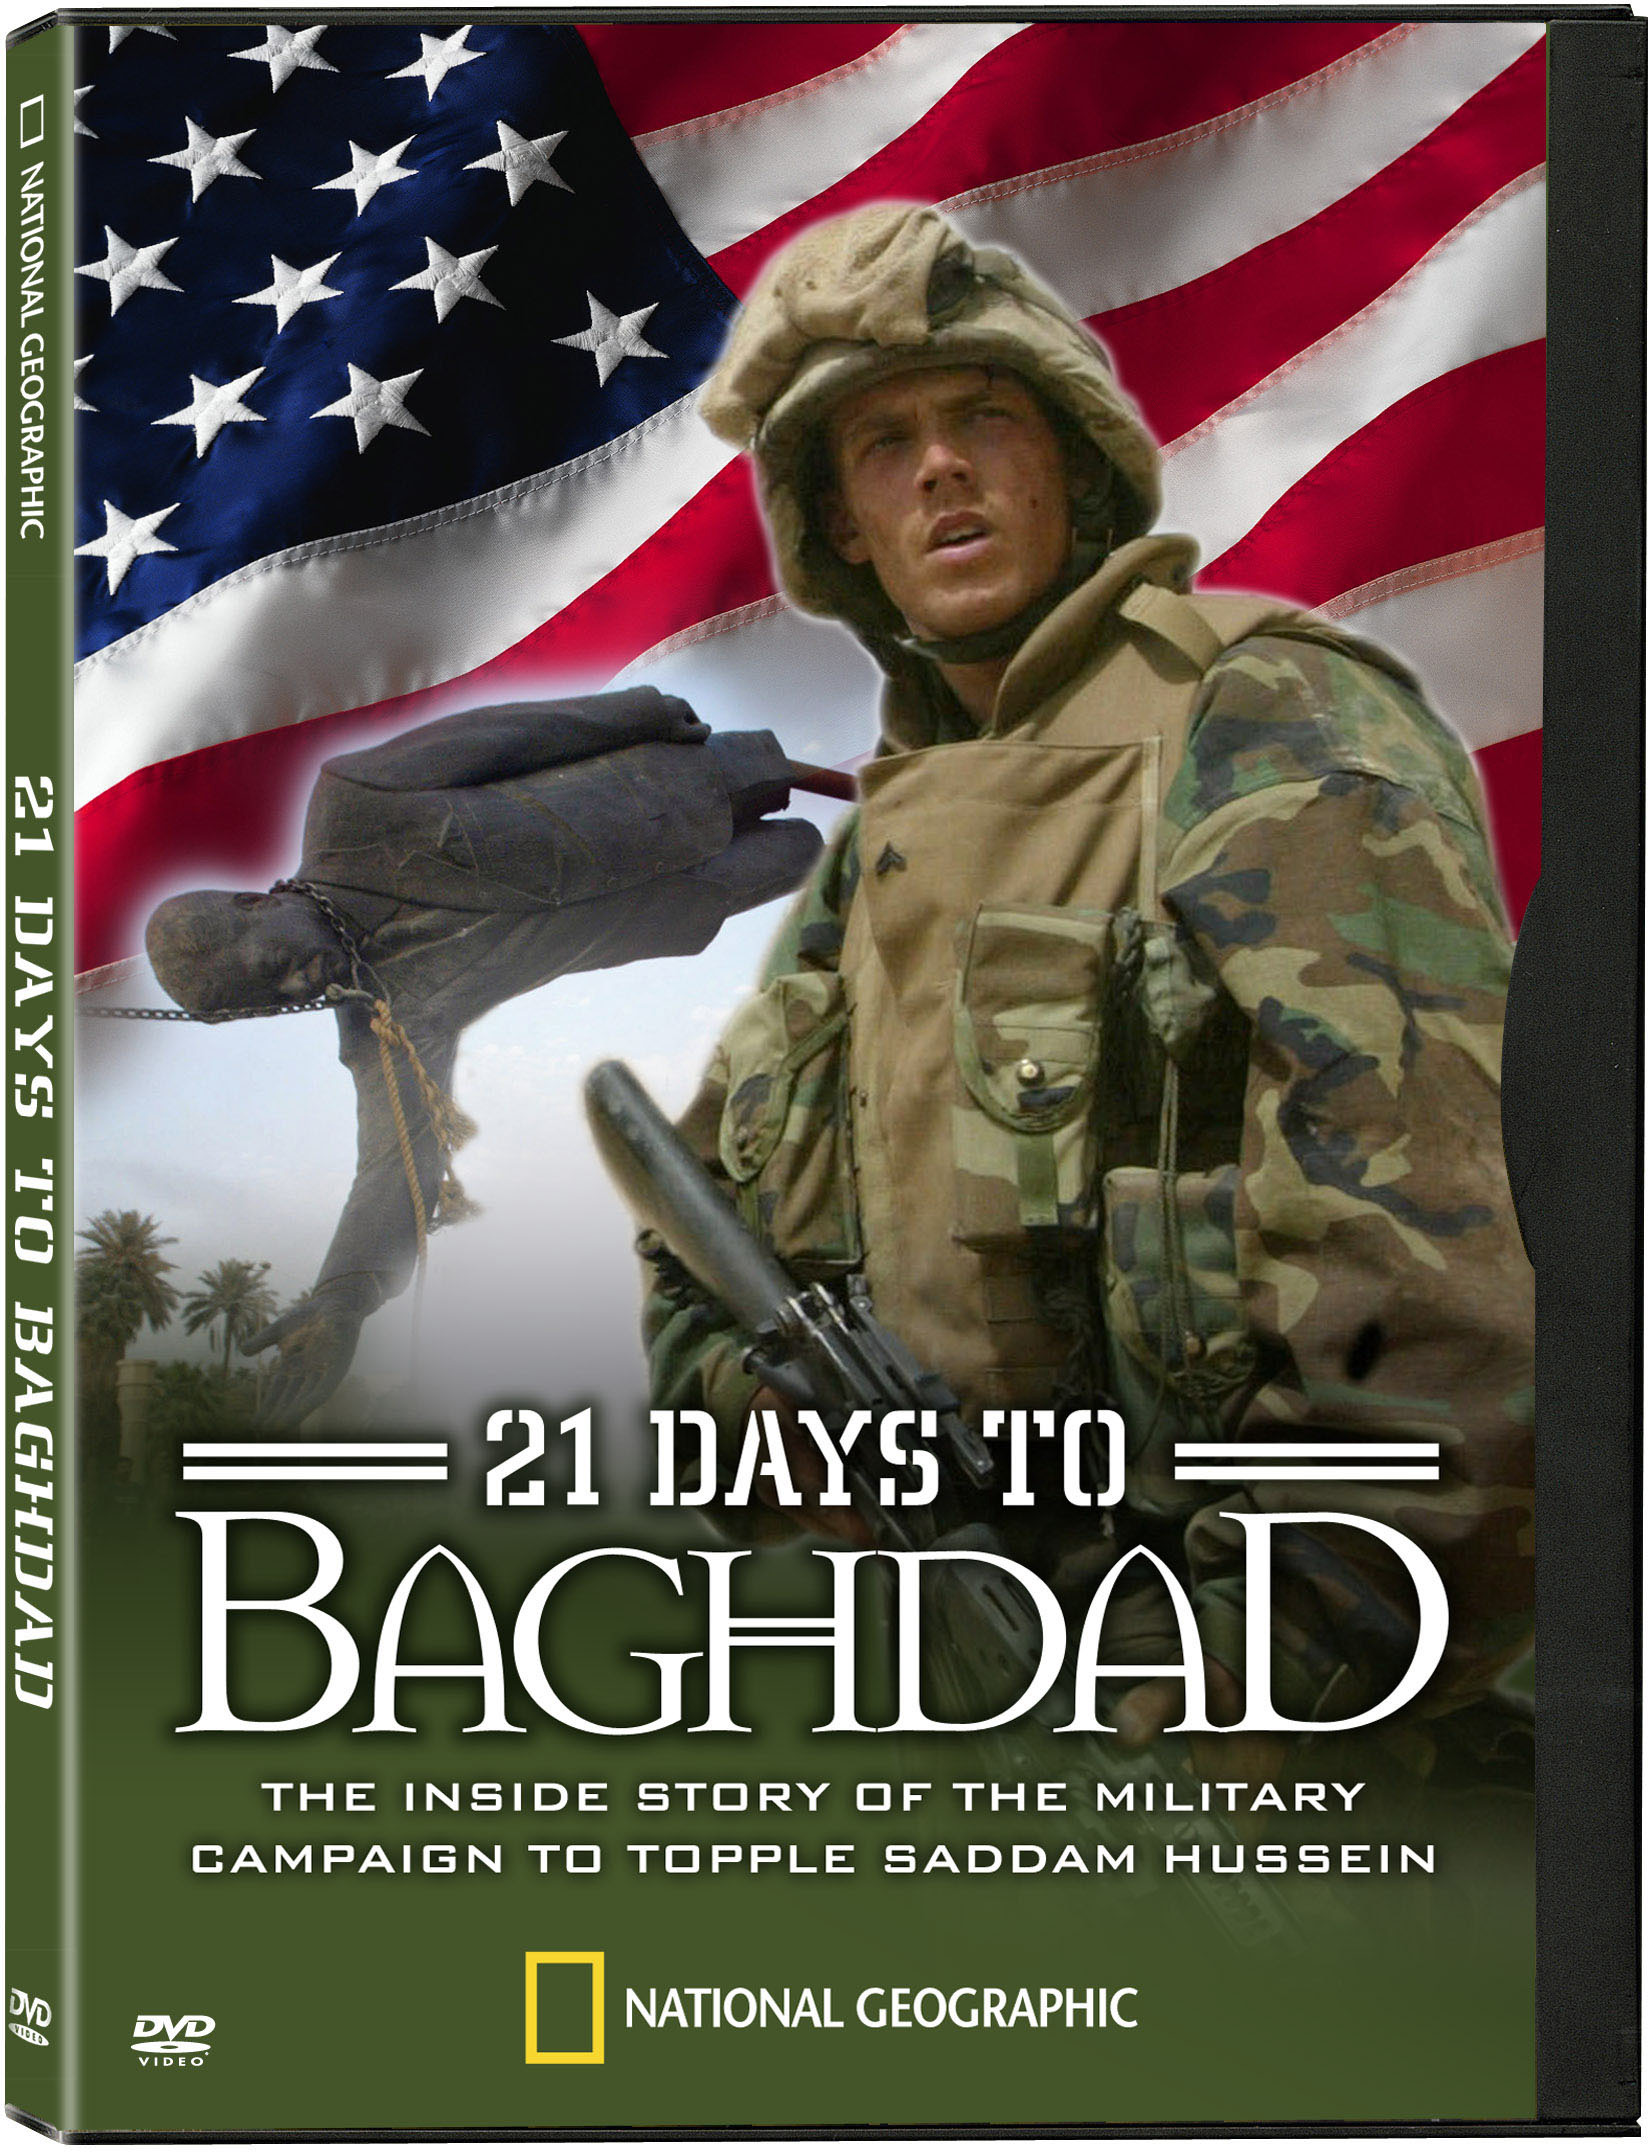 NATIONAL GEOGRAPHIC
21 DAYS TO BAGHDAD
DVD
VIDEO
21 DAYS TO
BAGHDAD
THE INSIDE STORY OF THE MILITARY
CAMPAIGN TO TOPPLE SADDAM HUSSEIN
NATIONAL GEOGRAPHIC
DVD
VIDEO